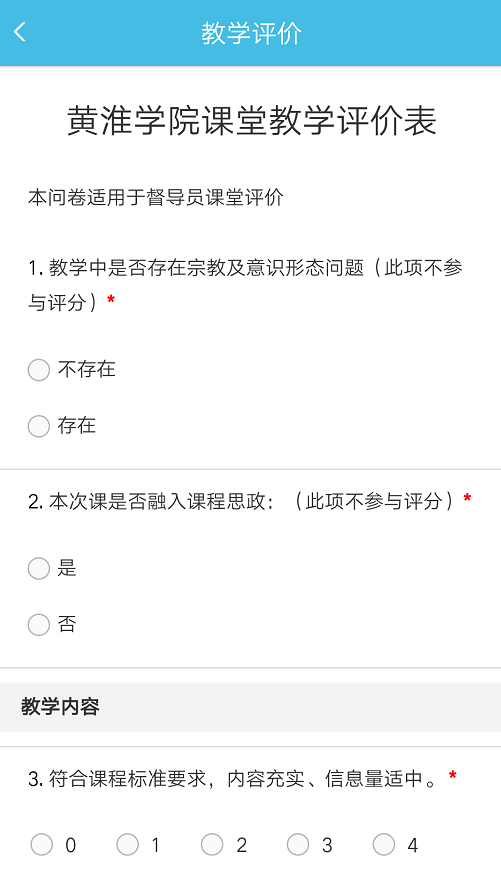 教学评价
黄淮学院课堂教学评价表
本问卷适用于督导员课堂评价
1. 教学中是否存在宗教及意识形态问题（此项不参
与评分）*
不存在
存在
2. 本次课是否融入课程思政：（此项不参与评分）*
是
否
教学内容
3. 符合课程标准要求，内容充实、信息量适中。*
0 1 2 3 4